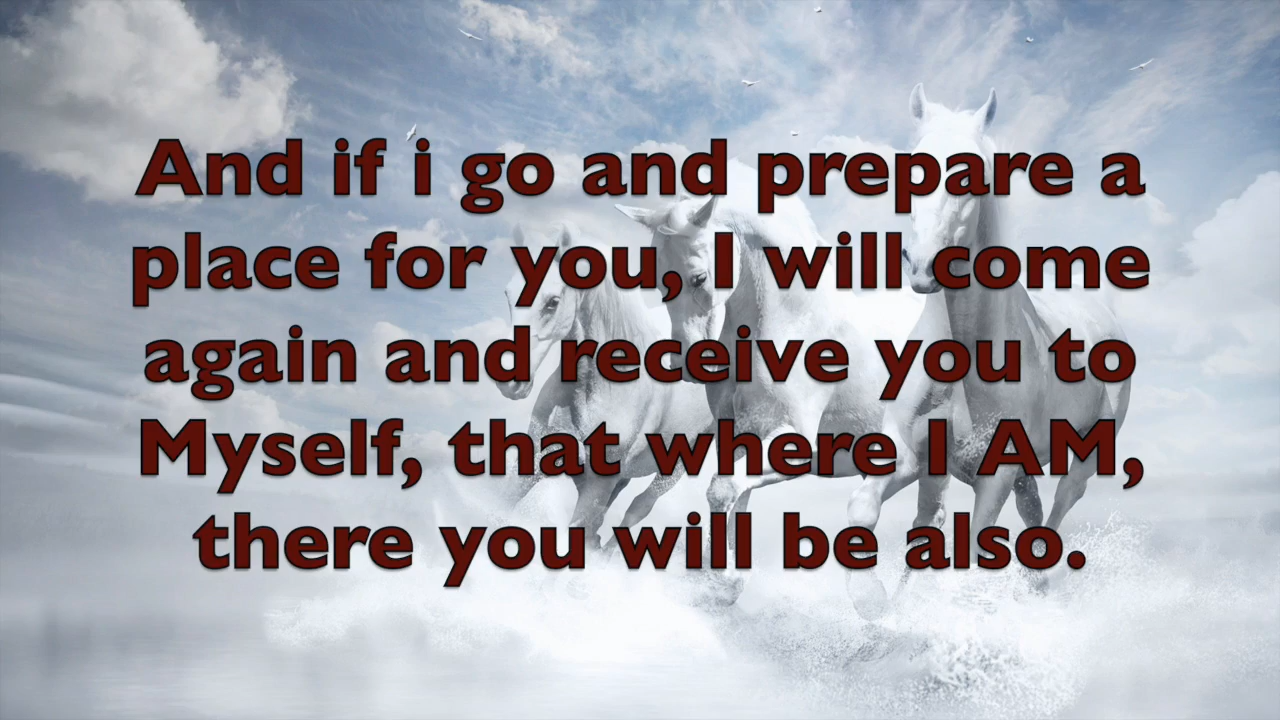 And if i go and prepare a
place for you, I will come
again and receive you to
Myself, that where I AM,
there you will be also.